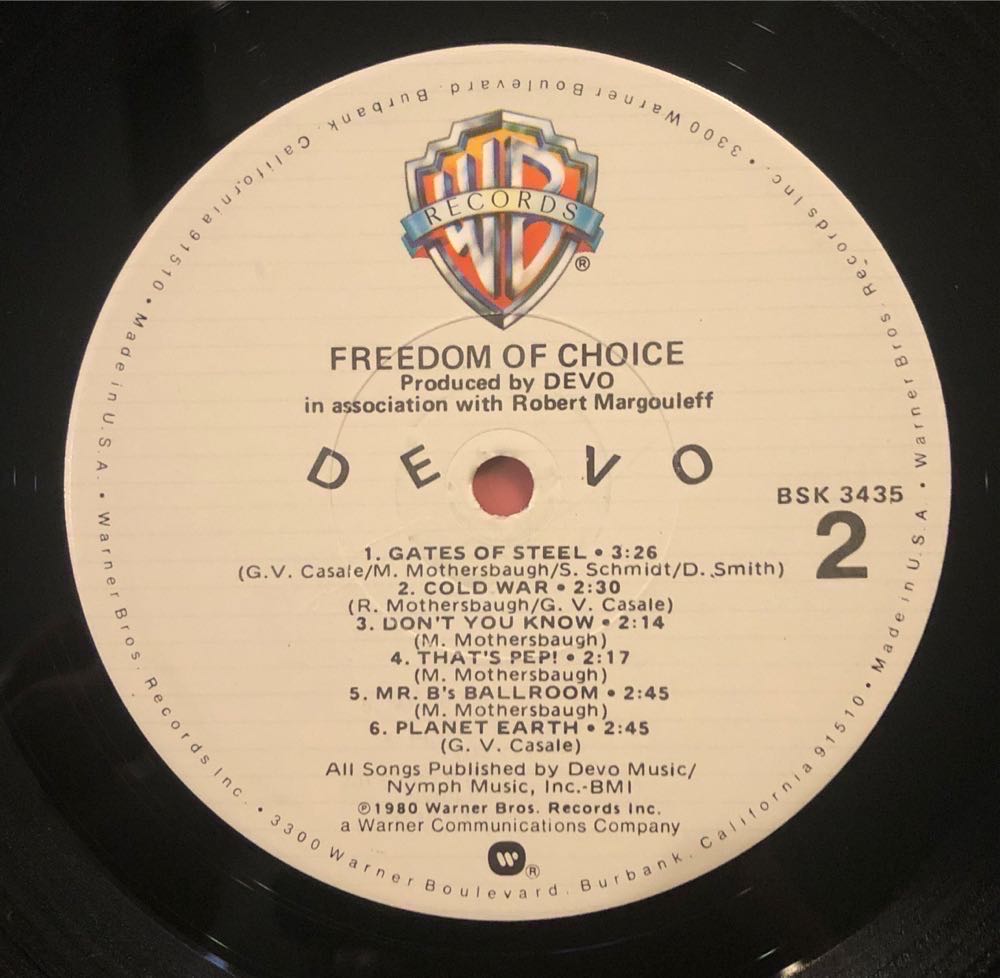 WB
RECORDS
®
FREEDOM OF CHOICE
Produced by DEVO
in association with Robert Margouleff
D E V O
BSK 3435
2
1. GATES OF STEEL • 3:26
(G.V. Casale/M. Mothersbaugh/S. Schmidt/D. Smith)
2. COLD WAR • 2:30
(R. Mothersbaugh/G. V. Casale)
3. DON'T YOU KNOW • 2:14
(M. Mothersbaugh)
4. THAT'S PEP! • 2:17
(M. Mothersbaugh)
5. MR. B's BALLROOM • 2:45
(M. Mothersbaugh)
6. PLANET EARTH • 2:45
(G. V. Casale)
All Songs Published by Devo Music/
Nymph Music, Inc.-BMI
℗1980 Warner Bros. Records Inc.
a Warner Communications Company
W ®
Warner Bros. Records Inc. • 3300 Warner Boulevard, Burbank, California 91510 • Made in U.S.A. • Warner Bros. Records Inc. • 3300 Warner Boulevard, Burbank, California 91510 • Made in U.S.A. •